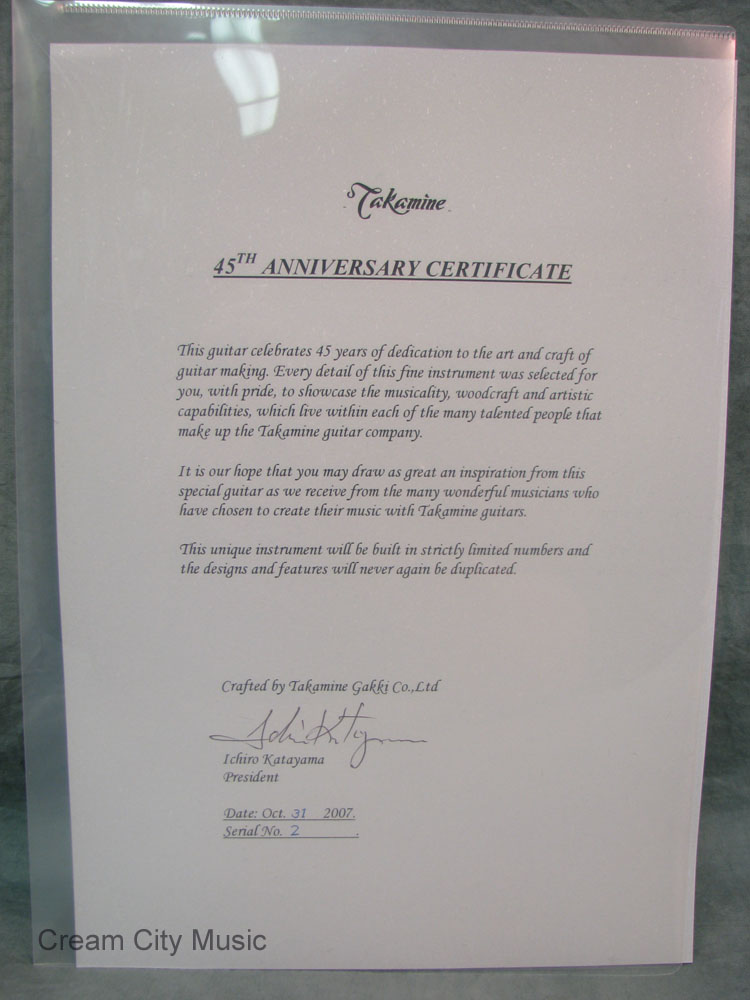 Takamine
45TH ANNIVERSARY CERTIFICATE
This guitar celebrates 45 years of dedication to the art and craft of
guitar making. Every detail of this fine instrument was selected for
you, with pride, to showcase the musicality, woodcraft and artistic
capabilities, which live within each of the many talented people that
make up the Takamine guitar company.
It is our hope that you may draw as great an inspiration from this
special guitar as we receive from the many wonderful musicians who
have chosen to create their music with Takamine guitars.
This unique instrument will be built in strictly limited numbers and
the designs and features will never again be duplicated.
Crafted by Takamine Gakki Co.,Ltd
Ichiro Katayama
President
Date: Oct. 31 2007.
Serial No. 2 .
Cream City Music